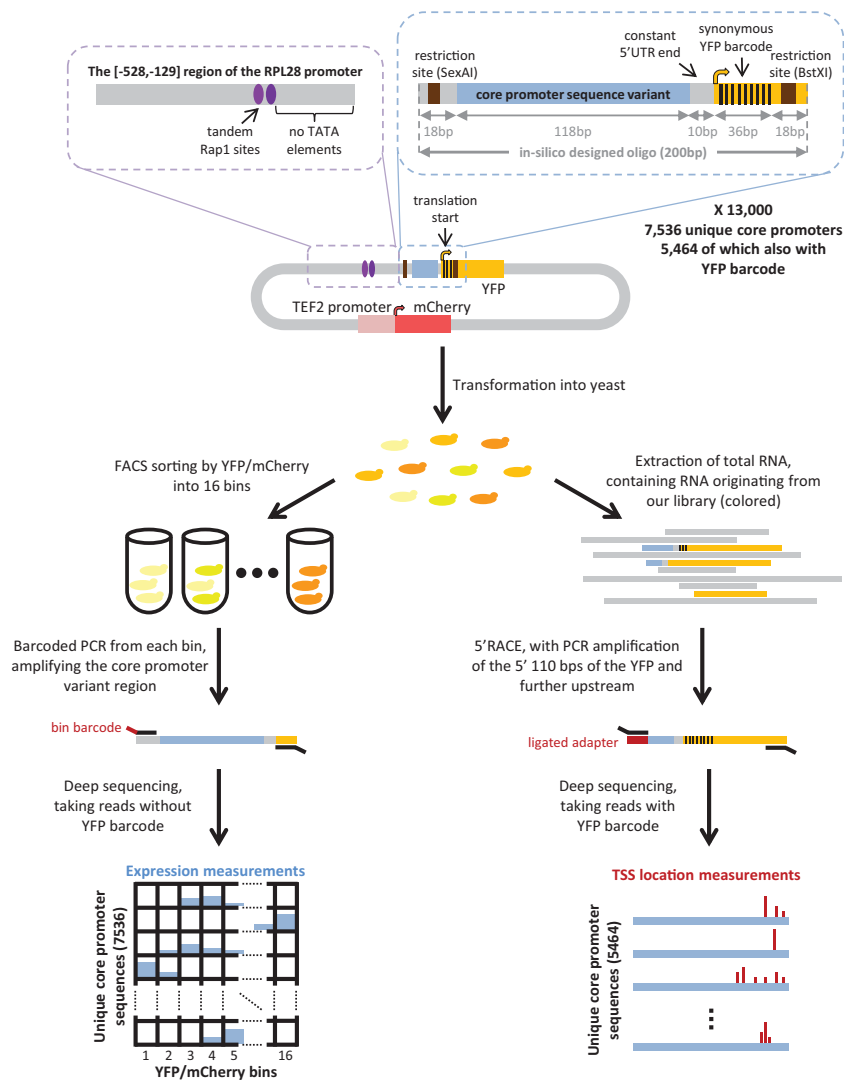 The [-528,-129] region of the RPL28 promoter
tandem
Rap1 sites
no TATA
elements
restriction
site (SexAI)
constant
5'UTR end
synonymous
YFP barcode
restriction
site (BstXI)
core promoter sequence variant
18bp
118bp
10bp
36bp
18bp
in-silico designed oligo (200bp)
translation
start
X 13,000
7,536 unique core promoters
5,464 of which also with
YFP barcode
YFP
TEF2 promoter
mCherry
Transformation into yeast
FACS sorting by YFP/mCherry
into 16 bins
Extraction of total RNA,
containing RNA originating from
our library (colored)
Barcoded PCR from each bin,
amplifying the core promoter
variant region
5'RACE, with PCR amplification
of the 5' 110 bps of the YFP and
further upstream
bin barcode
ligated adapter
Deep sequencing,
taking reads without
YFP barcode
Deep sequencing,
taking reads with
YFP barcode
Expression measurements
Unique core promoter
sequences (7536)
1 2 3 4 5 16
YFP/mCherry bins
TSS location measurements
Unique core promoter
sequences (5464)